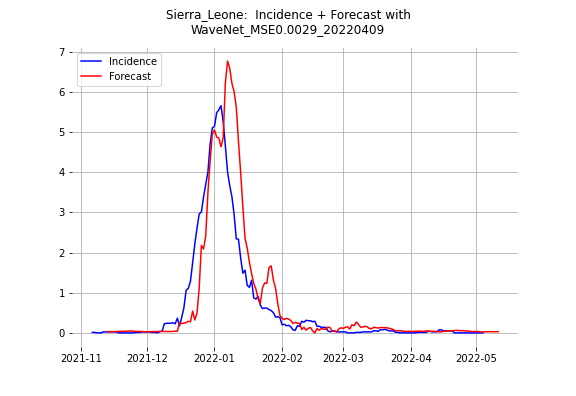 Sierra_Leone:  Incidence + Forecast with
WaveNet_MSE0.0029_20220409
Incidence
Forecast
7
6
5
4
3
2
1
0
2021-11 2021-12 2022-01 2022-02 2022-03 2022-04 2022-05